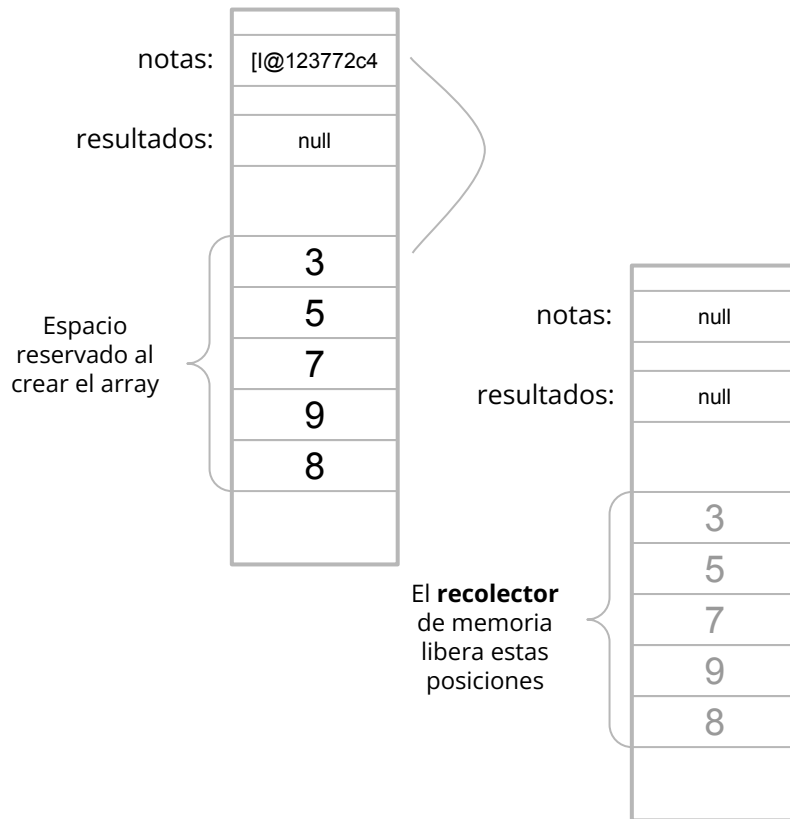 notas: [I@123772c4
resultados: null
3
5
7
9
8
Espacio
reservado al
crear el array
notas: null
resultados: null
3
5
7
9
8
El recolector
de memoria
libera estas
posiciones